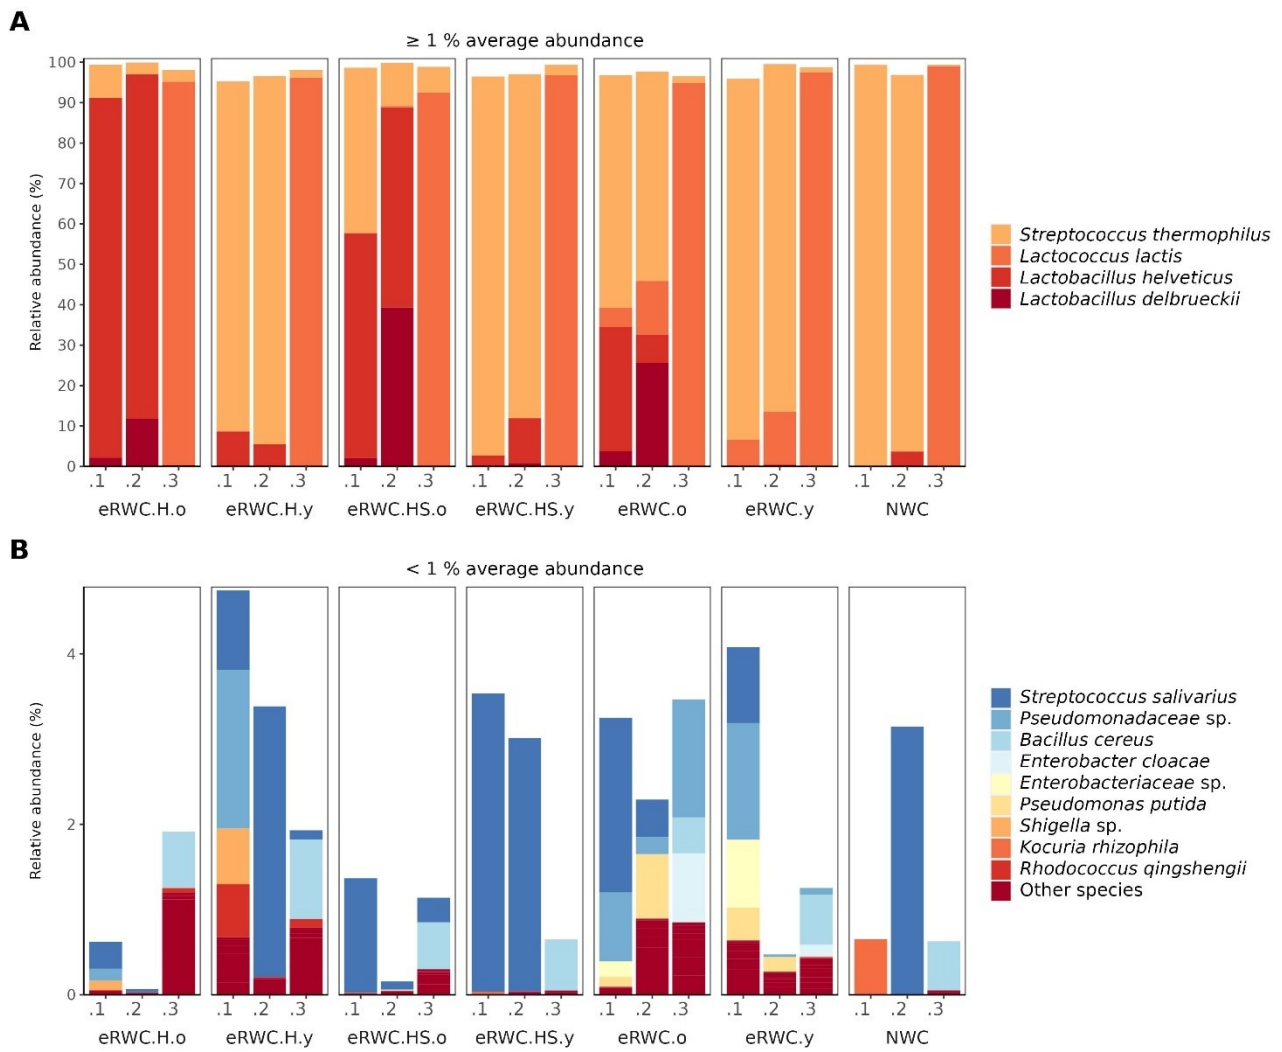 A
≥ 1 % average abundance
Relative abundance (%)
100
90
80
70
60
50
40
30
20
10
0
.1 .2 .3 .1 .2 .3 .1 .2 .3 .1 .2 .3 .1 .2 .3 .1 .2 .3 .1 .2 .3
eRWC.H.o eRWC.H.y eRWC.HS.o eRWC.HS.y eRWC.o eRWC.y NWC
Streptococcus thermophilus
Lactococcus lactis
Lactobacillus helveticus
Lactobacillus delbrueckii
B
< 1 % average abundance
Relative abundance (%)
4
2
0
.1 .2 .3 .1 .2 .3 .1 .2 .3 .1 .2 .3 .1 .2 .3 .1 .2 .3 .1 .2 .3
eRWC.H.o eRWC.H.y eRWC.HS.o eRWC.HS.y eRWC.o eRWC.y NWC
Streptococcus salivarius
Pseudomonadaceae sp.
Bacillus cereus
Enterobacter cloacae
Enterobacteriaceae sp.
Pseudomonas putida
Shigella sp.
Kocuria rhizophila
Rhodococcus qingshengii
Other species